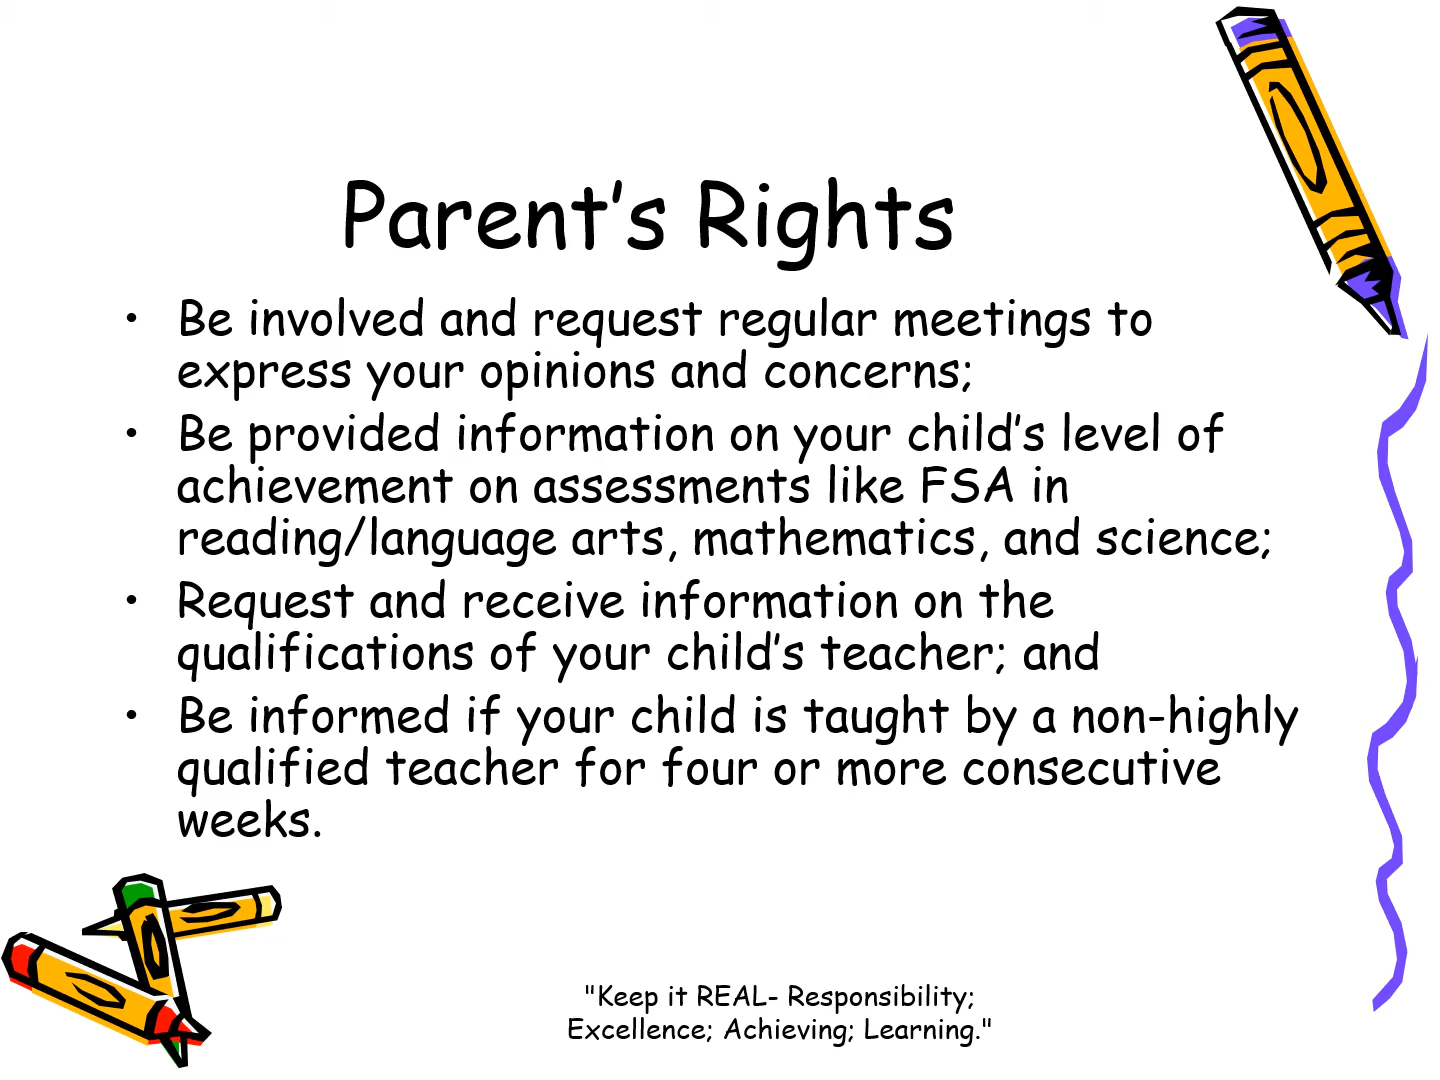 Parent’s Rights
• Be involved and request regular meetings to
express your opinions and concerns;
• Be provided information on your child’s level of
achievement on assessments like FSA in
reading/language arts, mathematics, and science;
• Request and receive information on the
qualifications of your child’s teacher; and
• Be informed if your child is taught by a non-highly
qualified teacher for four or more consecutive
weeks.
"Keep it REAL- Responsibility;
Excellence; Achieving; Learning."